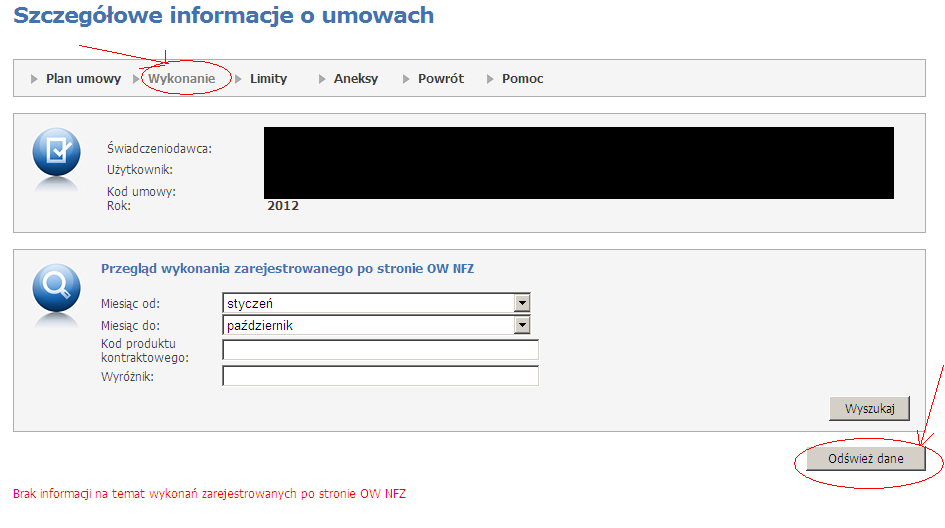 Szczegółowe informacje o umowach
Plan umowy Wykonanie Limity Aneksy Powrót Pomoc
Świadczeniodawca:
Użytkownik:
Kod umowy:
Rok: 2012
Przegląd wykonania zarejestrowanego po stronie OW NFZ
Miesiąc od: styczeń
Miesiąc do: październik
Kod produktu
kontraktowego:
Wyróżnik:
Wyszukaj
Odśwież dane
Brak informacji na temat wykonań zarejestrowanych po stronie OW NFZ